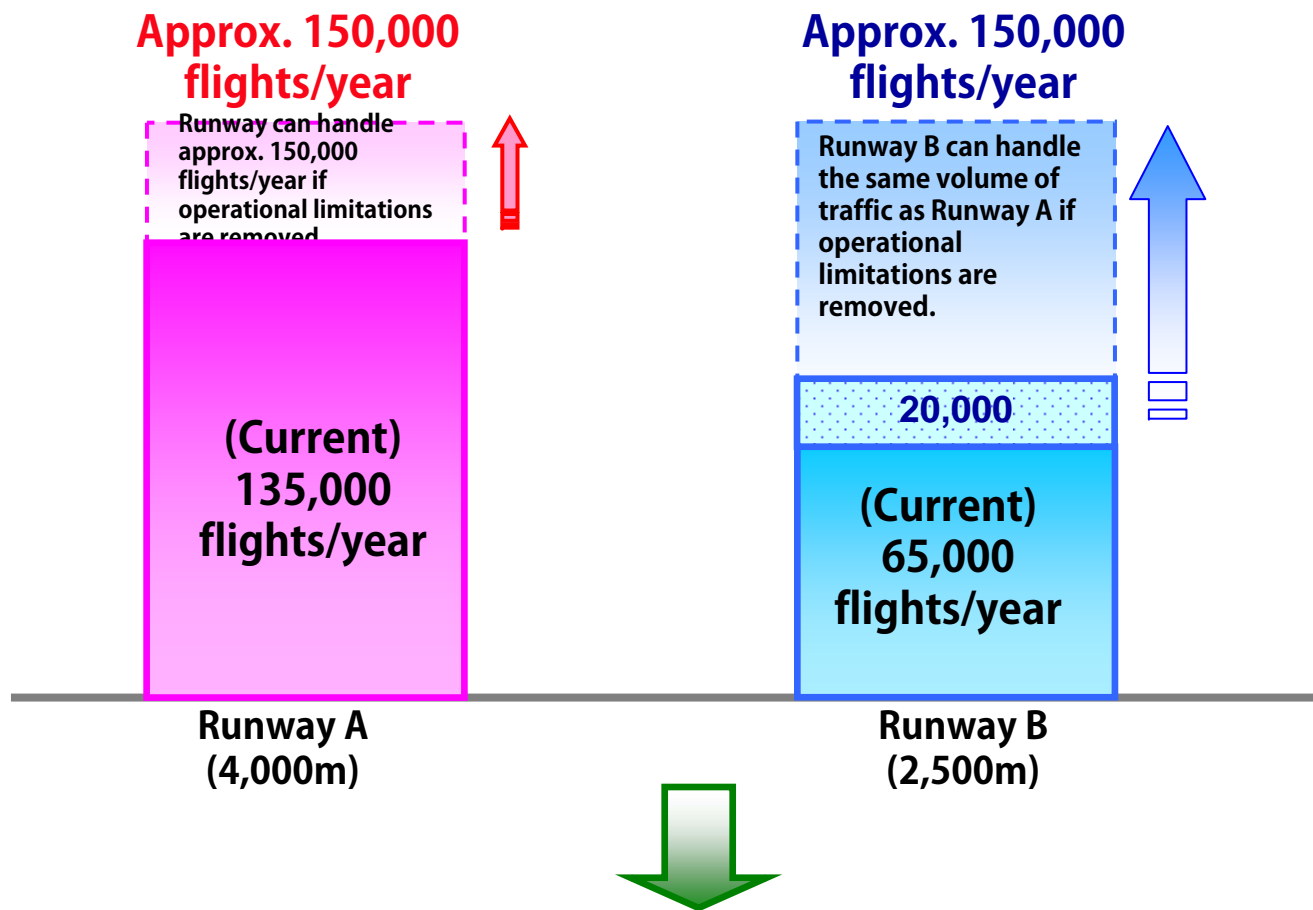 Approx. 150,000
flights/year
Runway can handle
approx. 150,000
flights/year if
operational limitations
are removed
(Current)
135,000
flights/year
Runway A
(4,000m)
Approx. 150,000
flights/year
Runway B can handle
the same volume of
traffic as Runway A if
operational
limitations are
removed.
20,000
(Current)
65,000
flights/year
Runway B
(2,500m)